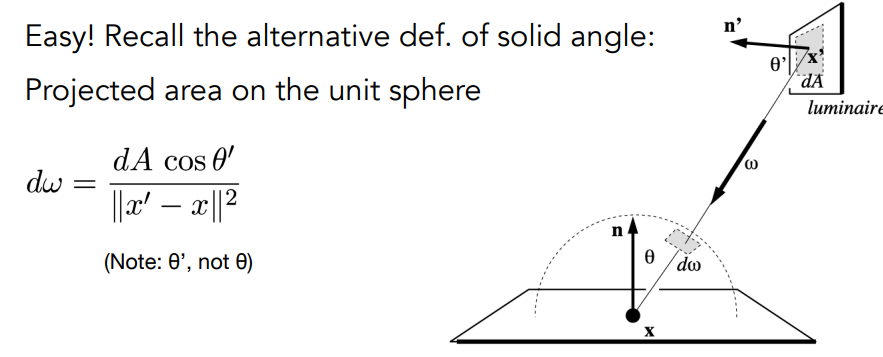 Easy! Recall the alternative def. of solid angle:
Projected area on the unit sphere
dω = dA cos θ′ / ||x′ − x||²
(Note: θ’, not θ)
n’
θ’
x’
dA
luminaire
ω
n
θ
dω
x